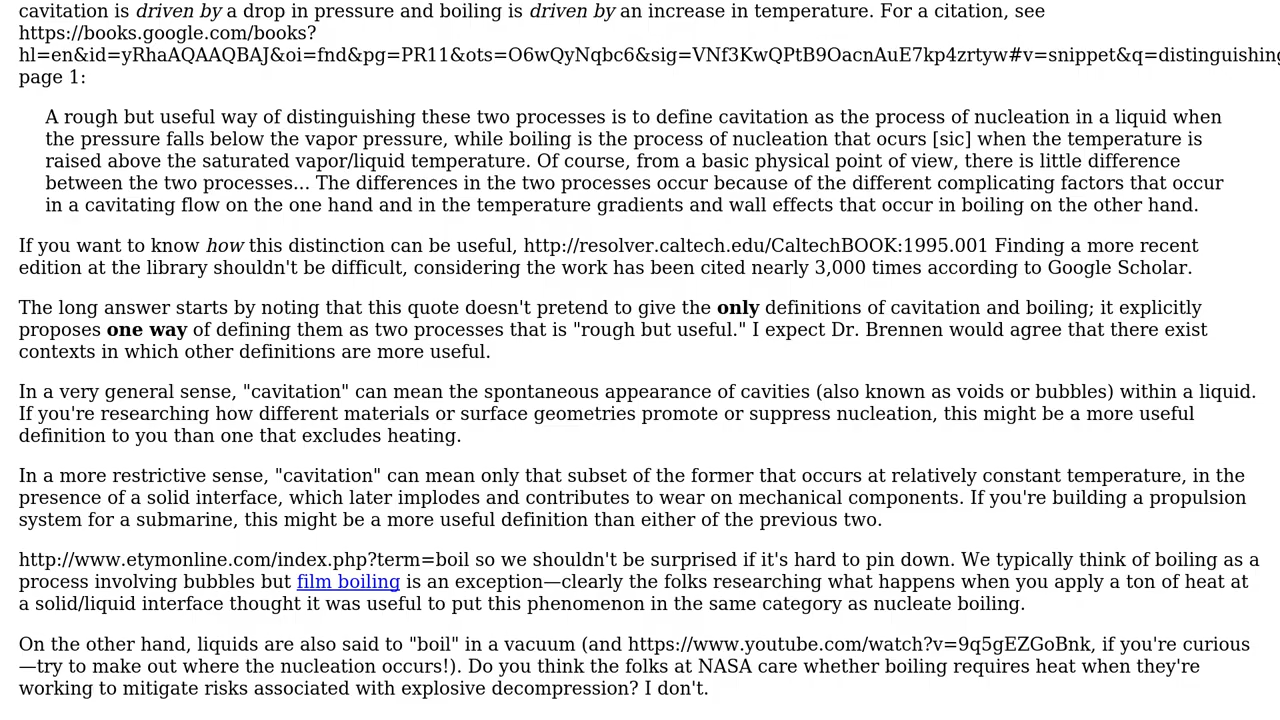 cavitation is driven by a drop in pressure and boiling is driven by an increase in temperature. For a citation, see
https://books.google.com/books?
hl=en&id=yRhaAQAAQBAJ&oi=fnd&pg=PR11&ots=O6wQyNqbc6&sig=VNf3KwQPtB9OacnAuE7kp4zrtyw#v=snippet&q=distinguishing
page 1:
A rough but useful way of distinguishing these two processes is to define cavitation as the process of nucleation in a liquid when
the pressure falls below the vapor pressure, while boiling is the process of nucleation that ocurs [sic] when the temperature is
raised above the saturated vapor/liquid temperature. Of course, from a basic physical point of view, there is little difference
between the two processes... The differences in the two processes occur because of the different complicating factors that occur
in a cavitating flow on the one hand and in the temperature gradients and wall effects that occur in boiling on the other hand.
If you want to know how this distinction can be useful, http://resolver.caltech.edu/CaltechBOOK:1995.001 Finding a more recent
edition at the library shouldn't be difficult, considering the work has been cited nearly 3,000 times according to Google Scholar.
The long answer starts by noting that this quote doesn't pretend to give the only definitions of cavitation and boiling; it explicitly
proposes one way of defining them as two processes that is "rough but useful." I expect Dr. Brennen would agree that there exist
contexts in which other definitions are more useful.
In a very general sense, "cavitation" can mean the spontaneous appearance of cavities (also known as voids or bubbles) within a liquid.
If you're researching how different materials or surface geometries promote or suppress nucleation, this might be a more useful
definition to you than one that excludes heating.
In a more restrictive sense, "cavitation" can mean only that subset of the former that occurs at relatively constant temperature, in the
presence of a solid interface, which later implodes and contributes to wear on mechanical components. If you're building a propulsion
system for a submarine, this might be a more useful definition than either of the previous two.
http://www.etymonline.com/index.php?term=boil so we shouldn't be surprised if it's hard to pin down. We typically think of boiling as a
process involving bubbles but film boiling is an exception—clearly the folks researching what happens when you apply a ton of heat at
a solid/liquid interface thought it was useful to put this phenomenon in the same category as nucleate boiling.
On the other hand, liquids are also said to "boil" in a vacuum (and https://www.youtube.com/watch?v=9q5gEZGoBnk, if you're curious
—try to make out where the nucleation occurs!). Do you think the folks at NASA care whether boiling requires heat when they're
working to mitigate risks associated with explosive decompression? I don't.